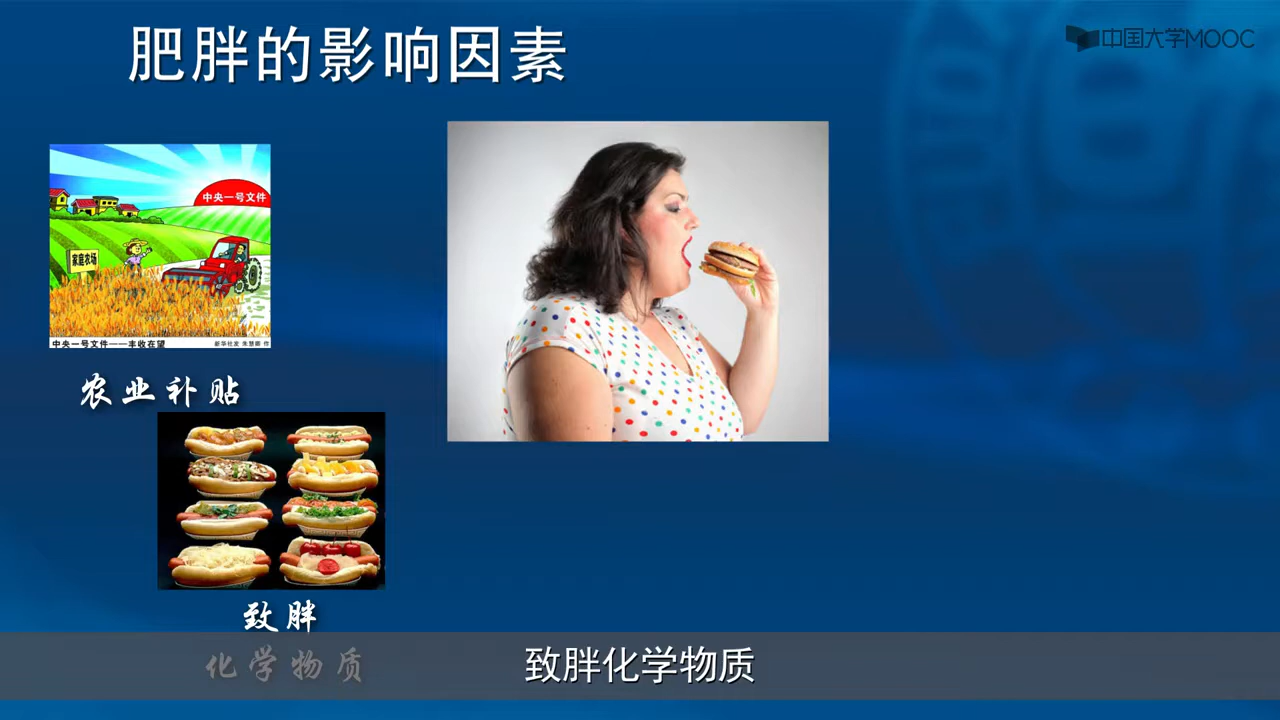 肥胖的影响因素
中国大学MOOC
中央一号文件
家庭农场
中央一号文件——丰收在望
新华社发 朱慧卿 作
农业补贴
致胖
化学物质
致胖化学物质